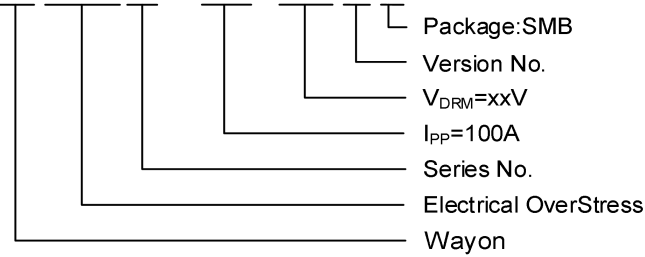 Package:SMB
Version No.
VDRM=xxV
IPP=100A
Series No.
Electrical OverStress
Wayon